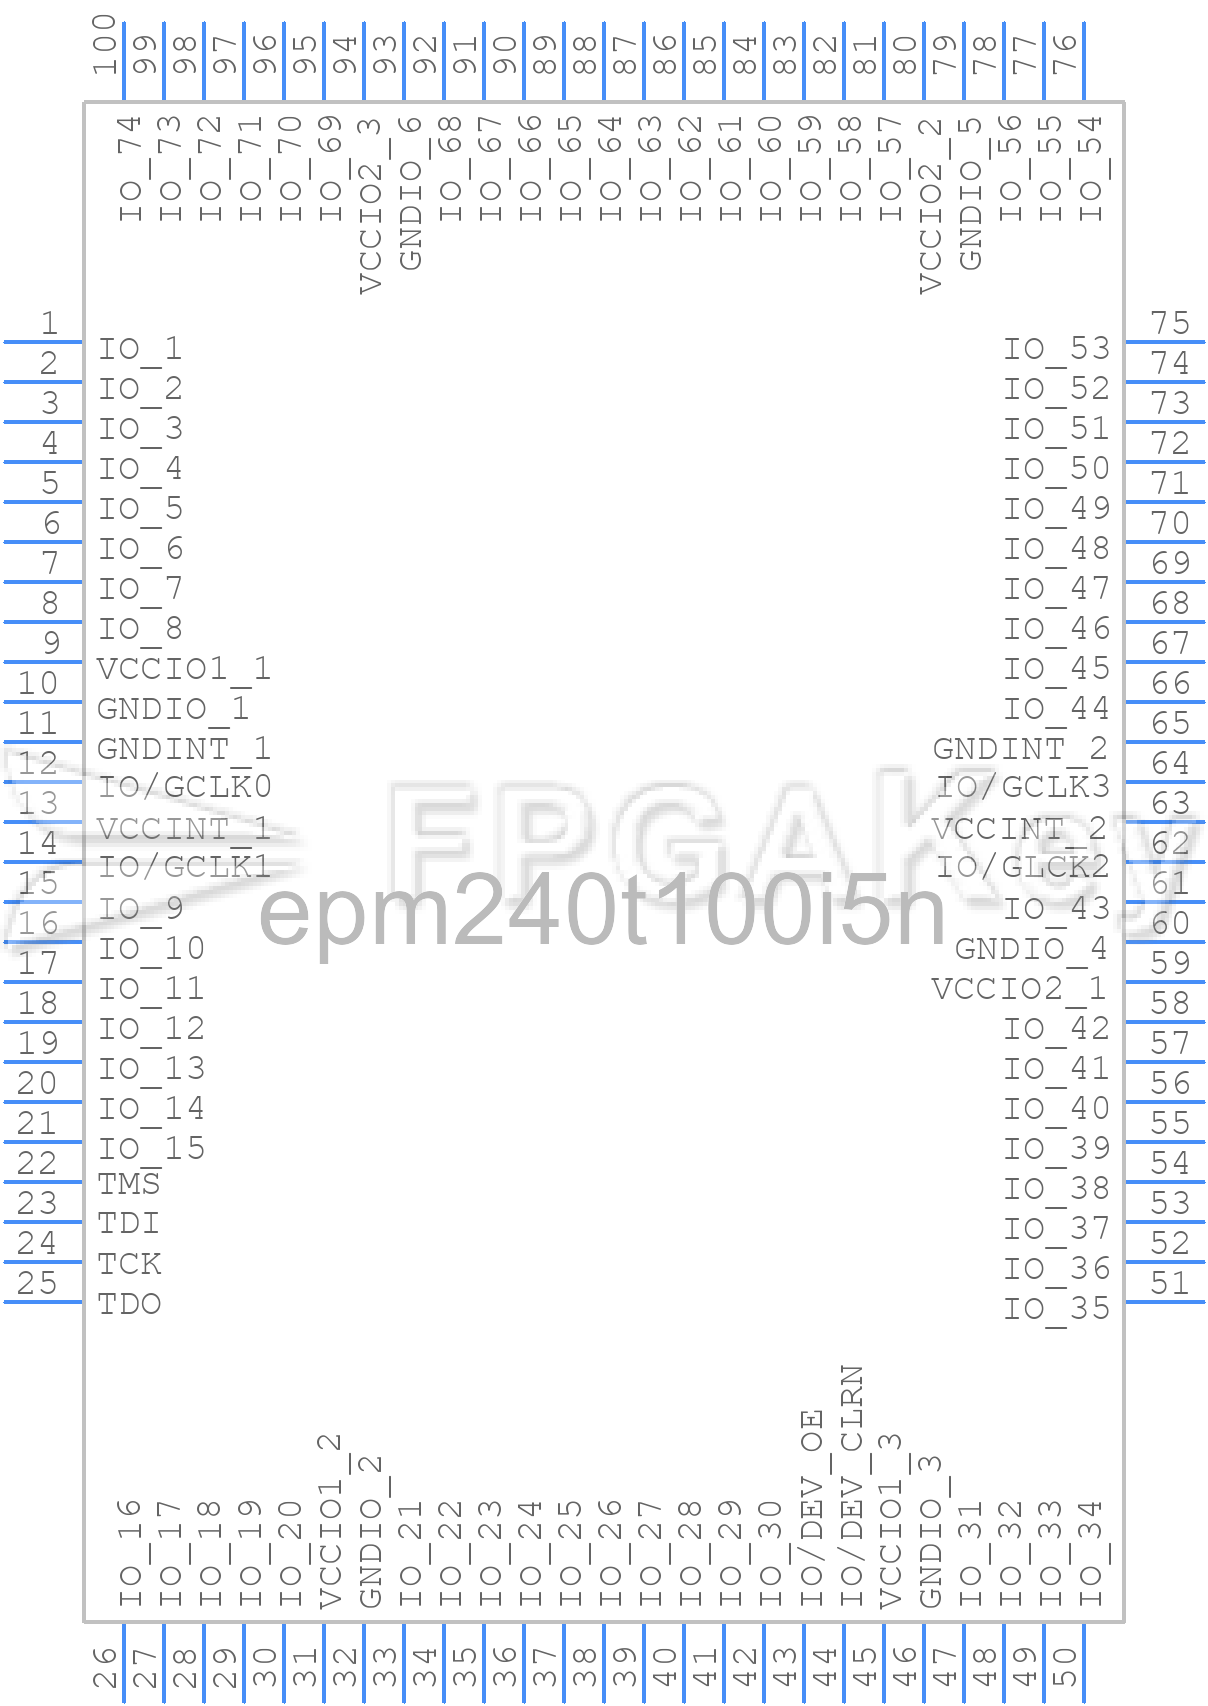 100 99 98 97 96 95 94 93 92 91 90 89 88 87 86 85 84 83 82 81 80 79 78 77 76
IO_74 IO_73 IO_72 IO_71 IO_70 IO_69 VCCIO2_3 GNDIO_6 IO_68 IO_67 IO_66 IO_65 IO_64 IO_63 IO_62 IO_61 IO_60 IO_59 IO_58 IO_57 VCCIO2_2 GNDIO_5 IO_56 IO_55 IO_54
1 IO_1 IO_53 75
2 IO_2 IO_52 74
3 IO_3 IO_51 73
4 IO_4 IO_50 72
5 IO_5 IO_49 71
6 IO_6 IO_48 70
7 IO_7 IO_47 69
8 IO_8 IO_46 68
9 VCCIO1_1 IO_45 67
10 GNDIO_1 IO_44 66
11 GNDINT_1 GNDINT_2 65
12 IO/GCLK0 IO/GCLK3 64
13 VCCINT_1 VCCINT_2 63
FPGAKey
14 IO/GCLK1 IO/GLCK2 62
15 IO_9 IO_43 61
epm240t100i5n
16 IO_10 GNDIO_4 60
17 IO_11 VCCIO2_1 59
18 IO_12 IO_42 58
19 IO_13 IO_41 57
20 IO_14 IO_40 56
21 IO_15 IO_39 55
22 TMS IO_38 54
23 TDI IO_37 53
24 TCK IO_36 52
25 TDO IO_35 51
IO_16 IO_17 IO_18 IO_19 IO_20 VCCIO1_2 GNDIO_2 IO_21 IO_22 IO_23 IO_24 IO_25 IO_26 IO_27 IO_28 IO_29 IO_30 IO/DEV_OE IO/DEV_CLRN VCCIO1_3 GNDIO_3 IO_31 IO_32 IO_33 IO_34
26 27 28 29 30 31 32 33 34 35 36 37 38 39 40 41 42 43 44 45 46 47 48 49 50